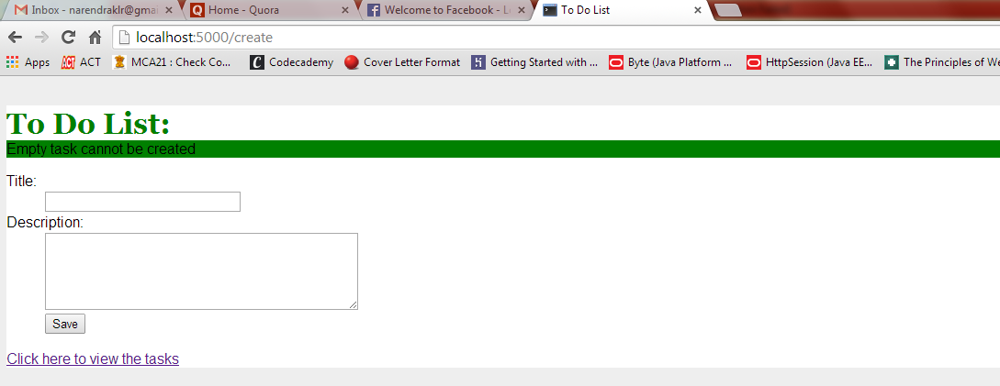 Inbox - narendraklr@gma
Home - Quora
Welcome to Facebook - L
To Do List
localhost:5000/create
Apps ACT MCA21 : Check Co... Codecademy Cover Letter Format Getting Started with ... Byte (Java Platform ... HttpSession (Java EE... The Principles of We
To Do List:
Empty task cannot be created
Title:
Description:
Save
Click here to view the tasks